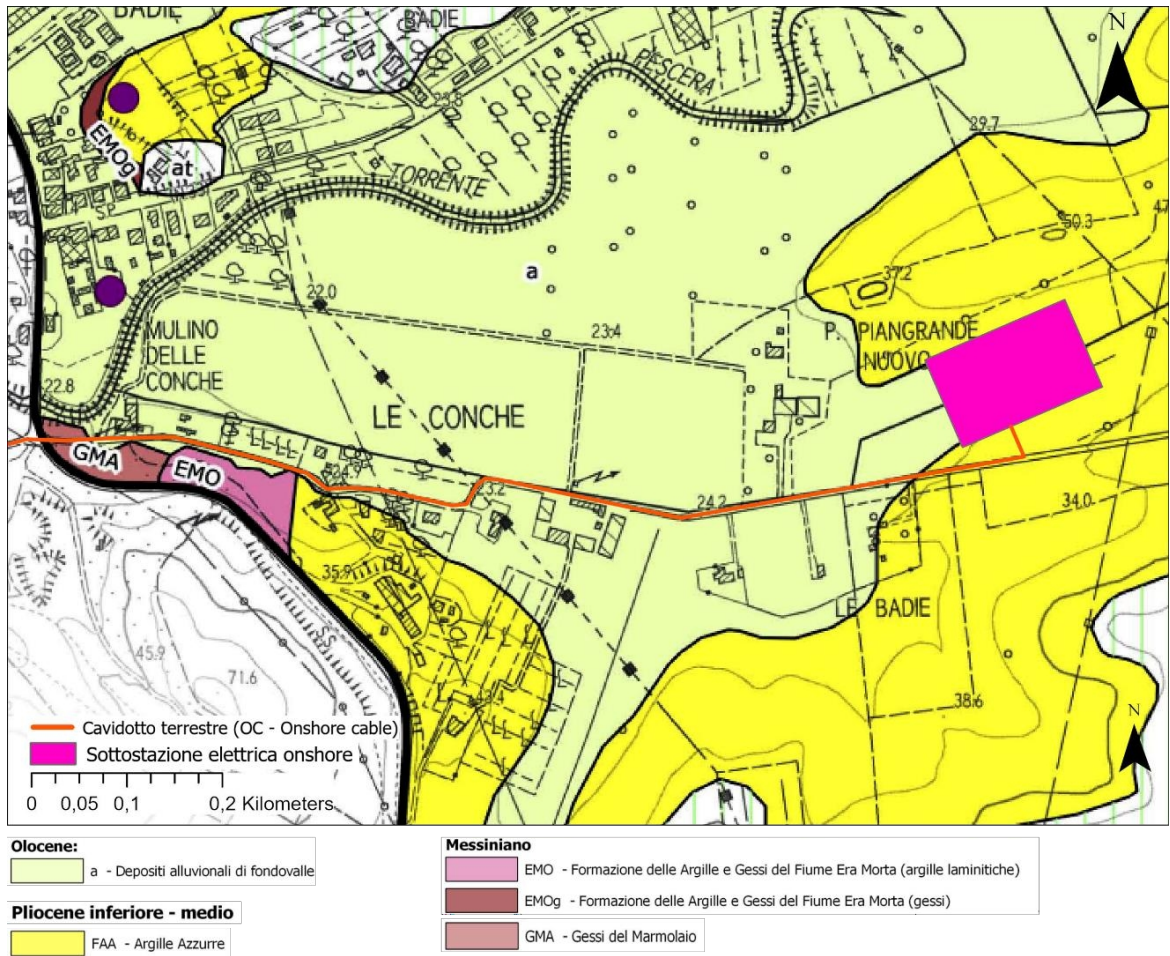 BADIE
BADIE
N
PESCERA
29.7
EMOg
at
TORRENTE
S.P.
50.3
47
37.2
a
22.0
23.4
P. PIANGRANDE
NUOVO
MULINO
DELLE
CONCHE
22.8
LE CONCHE
GMA
EMO
23.2
24.2
34.0
35.9
LE BADIE
S.S.
45.9
71.6
38.6
N
Cavidotto terrestre (OC - Onshore cable)
Sottostazione elettrica onshore
0 0,05 0,1 0,2 Kilometers
Olocene:
a - Depositi alluvionali di fondovalle
Pliocene inferiore - medio
FAA - Argille Azzurre
Messiniano
EMO - Formazione delle Argille e Gessi del Fiume Era Morta (argille laminitiche)
EMOg - Formazione delle Argille e Gessi del Fiume Era Morta (gessi)
GMA - Gessi del Marmolaio